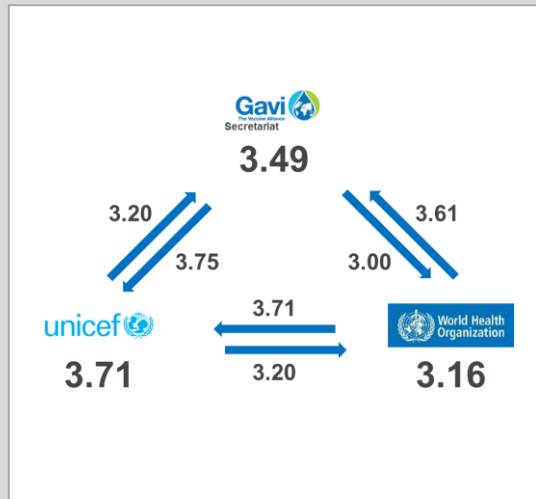 Gavi
The Vaccine Alliance
Secretariat
3.49
3.20
3.61
3.75
3.00
unicef
3.71
World Health
Organization
3.20
3.71
3.16